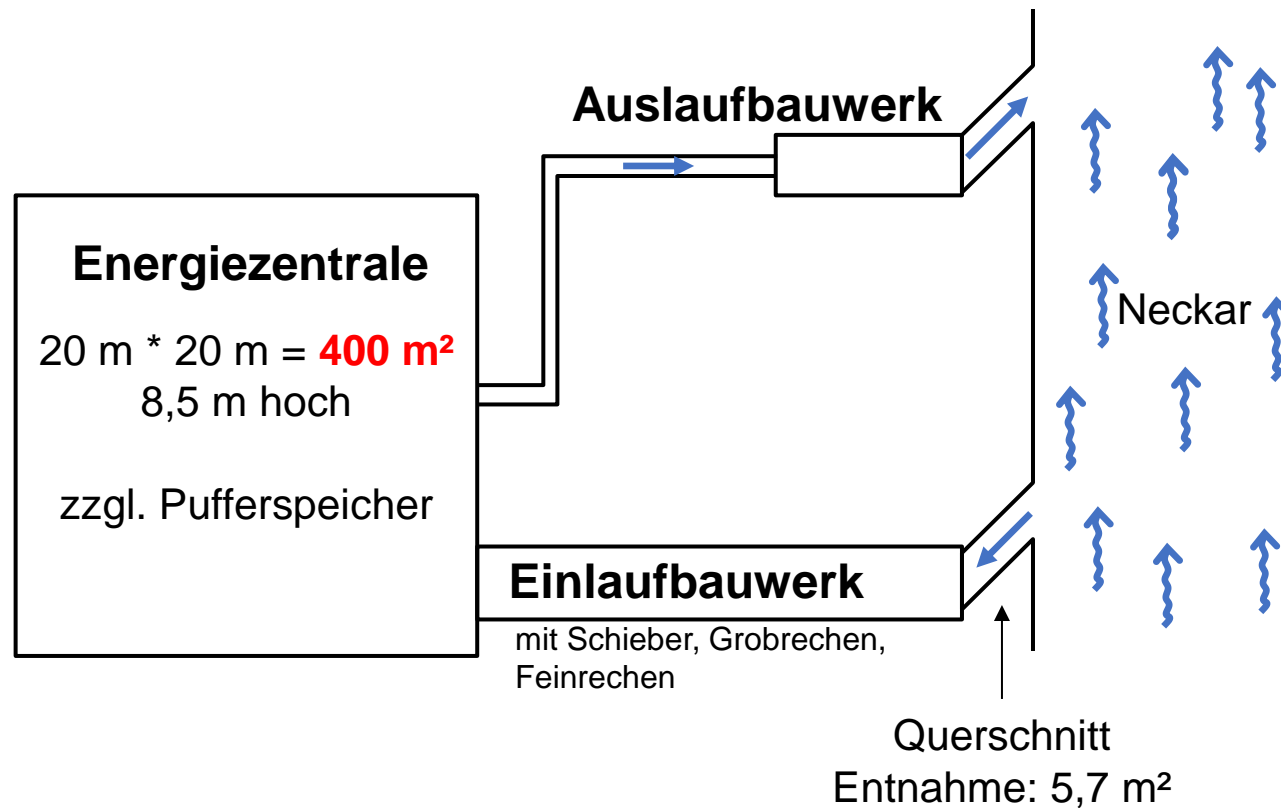 Auslaufbauwerk
Energiezentrale
20 m * 20 m = 400 m²
8,5 m hoch
zzgl. Pufferspeicher
Neckar
Einlaufbauwerk
mit Schieber, Grobrechen,
Feinrechen
Querschnitt
Entnahme: 5,7 m²